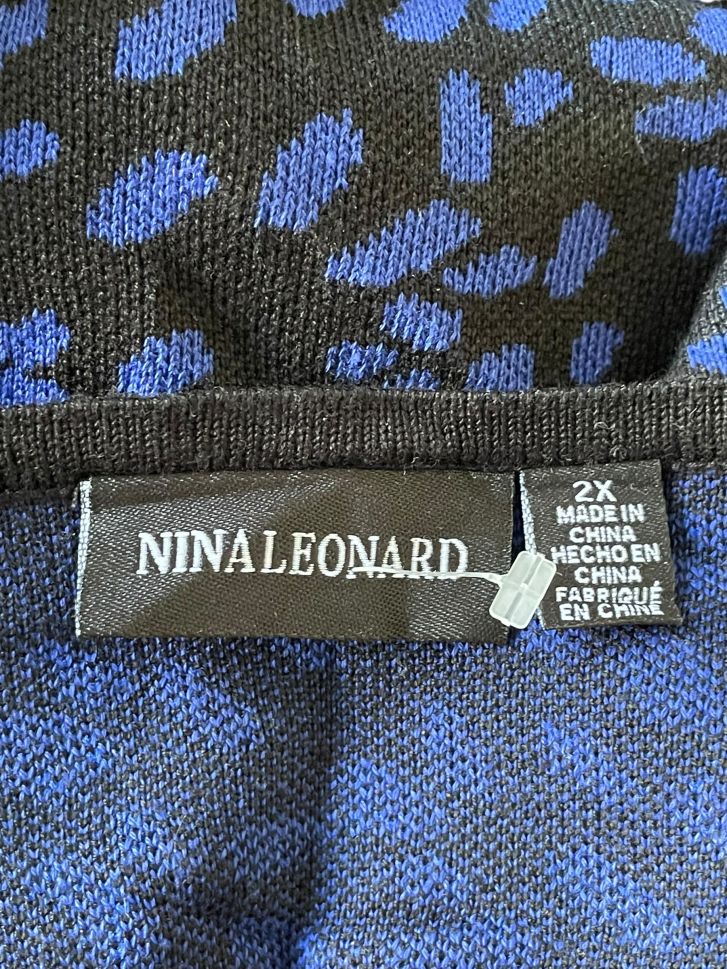 NINA LEONARD
2X
MADE IN
CHINA
HECHO EN
CHINA
FABRIQUÉ
EN CHINE